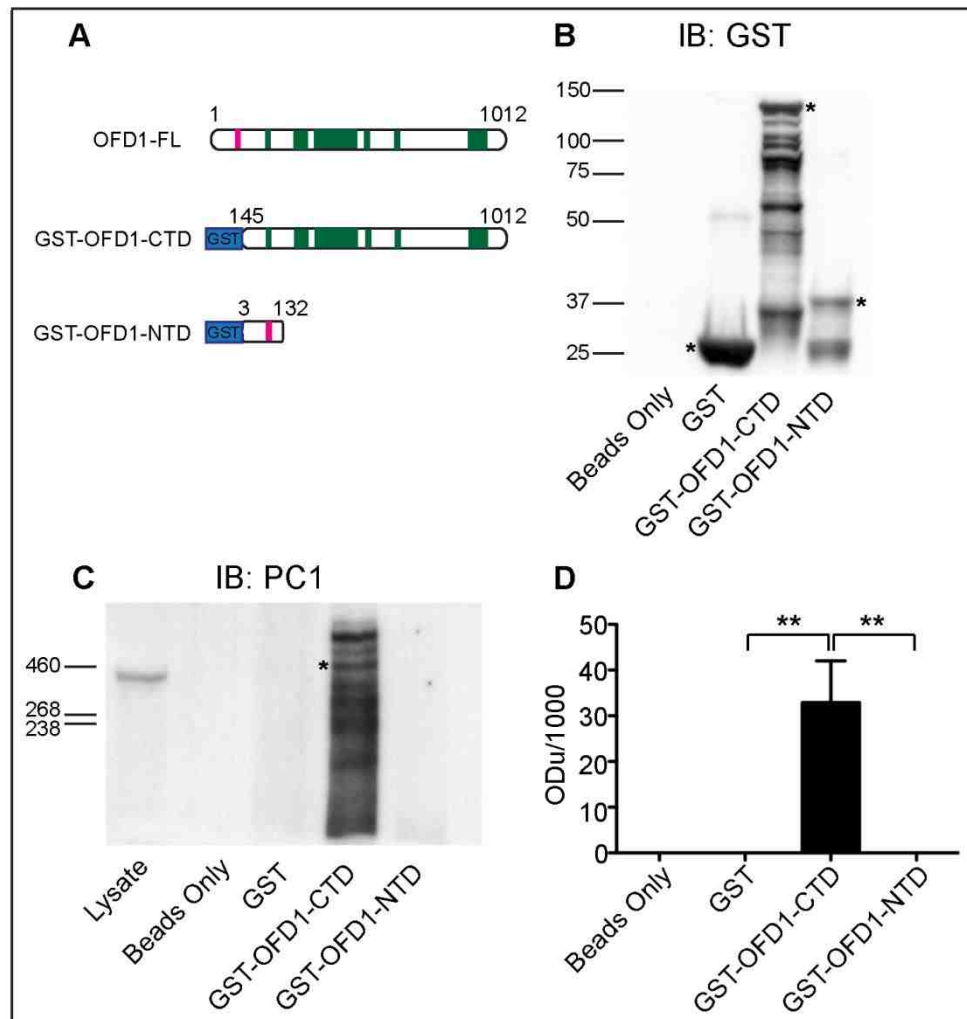 A
1 1012
OFD1-FL
145 1012
GST-OFD1-CTD GST
3 132
GST-OFD1-NTD GST
B IB: GST
150
100
75
50
37
25
*
*
*
Beads Only
GST
GST-OFD1-CTD
GST-OFD1-NTD
C IB: PC1
460
268
238
*
Lysate
Beads Only
GST
GST-OFD1-CTD
GST-OFD1-NTD
D
ODu/1000
50
40
30
20
10
0
** **
Beads Only
GST
GST-OFD1-CTD
GST-OFD1-NTD